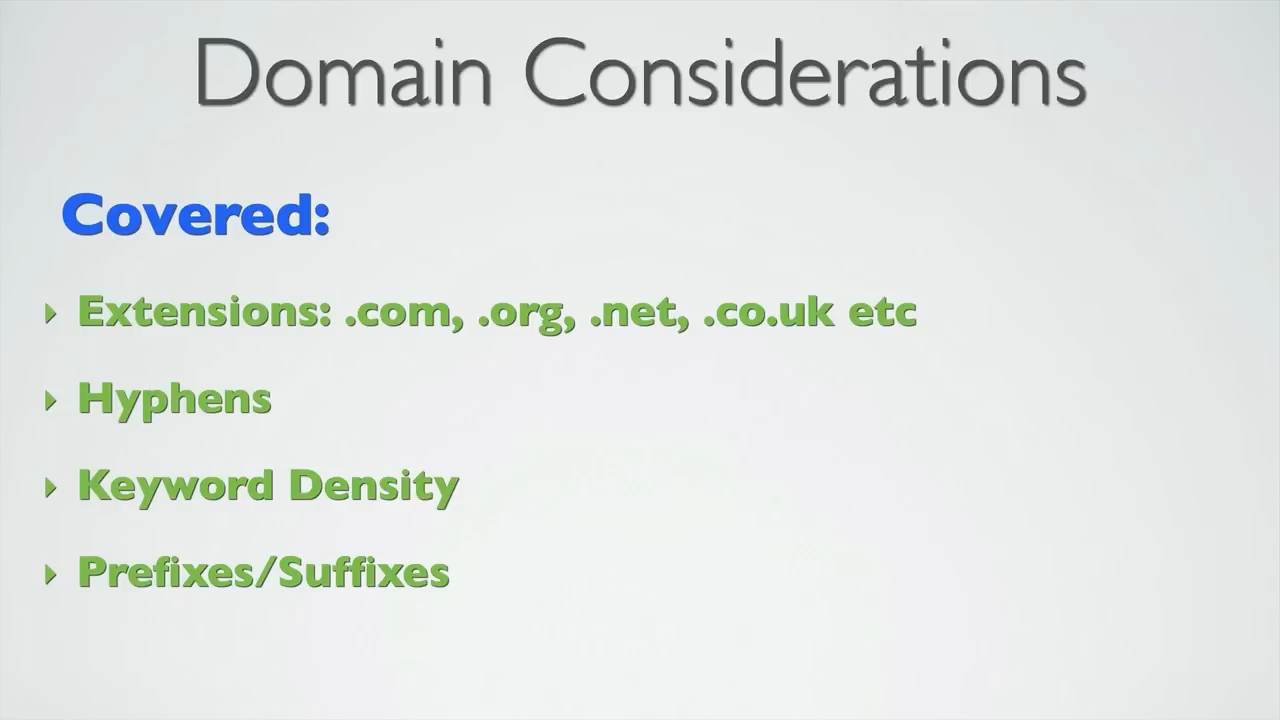 Domain Considerations
Covered:
Extensions: .com, .org, .net, .co.uk etc
Hyphens
Keyword Density
Prefixes/Suffixes